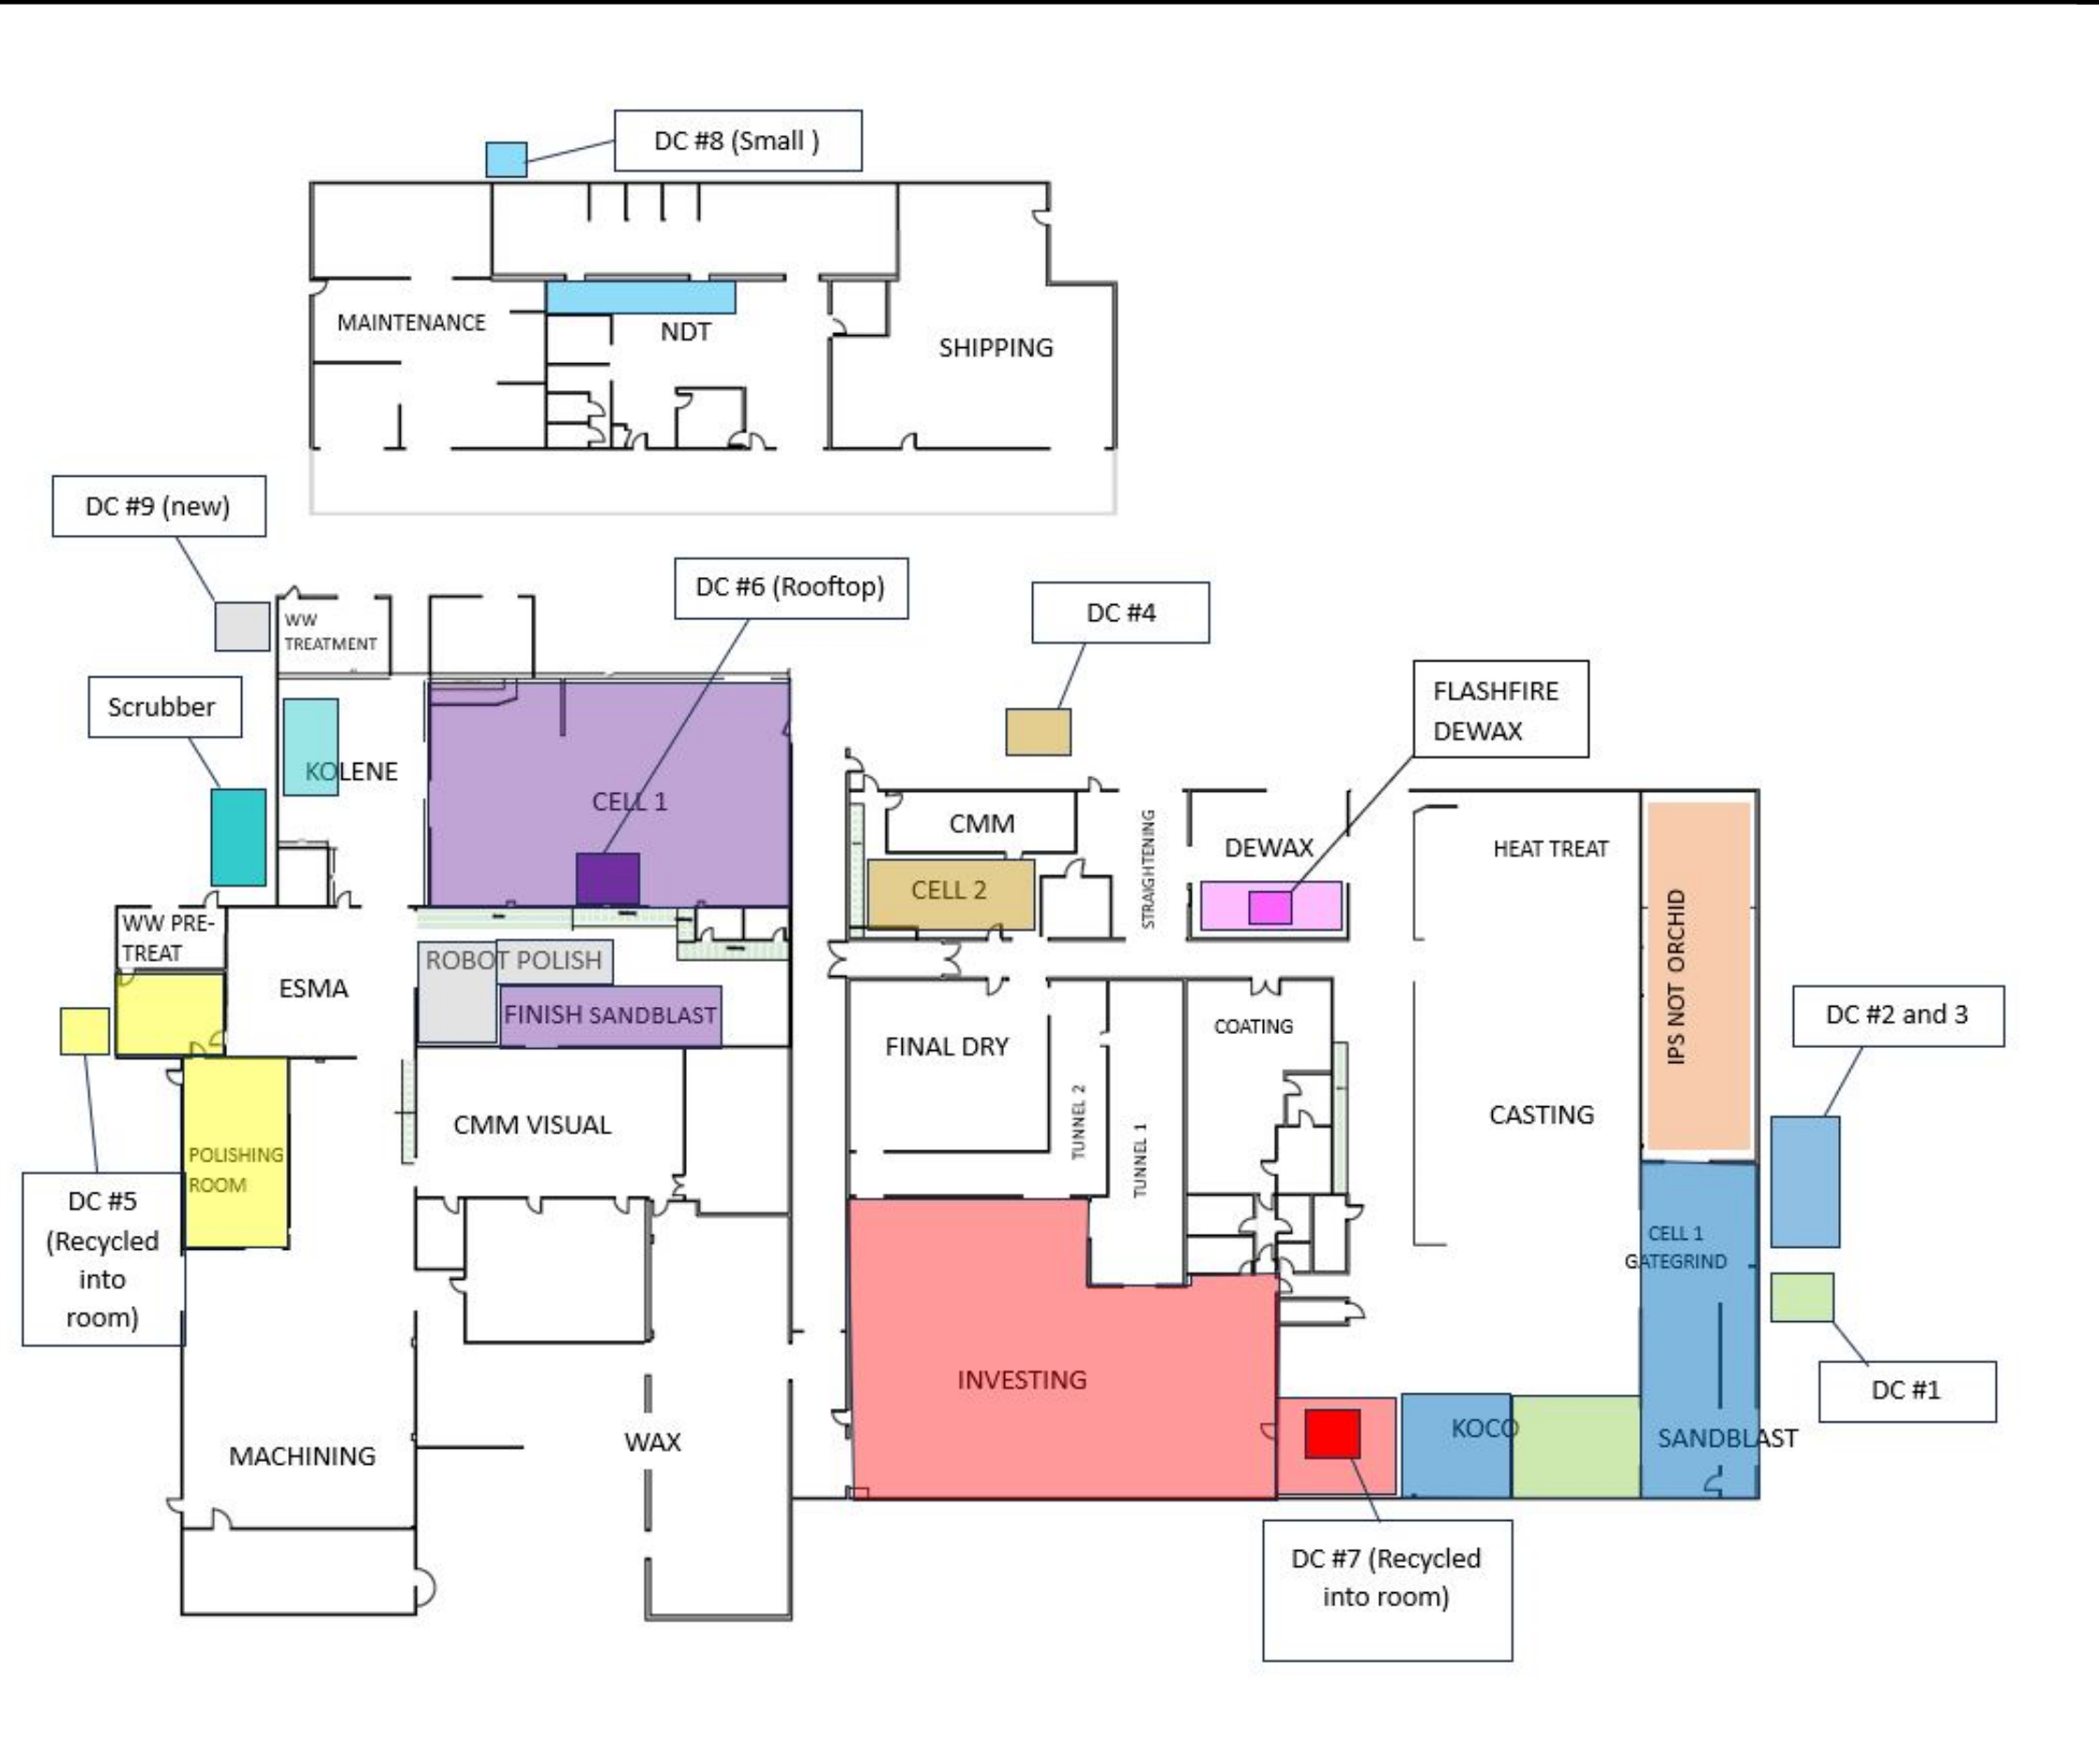 DC #8 (Small )
MAINTENANCE
NDT
SHIPPING
DC #9 (new)
DC #6 (Rooftop)
DC #4
WW
TREATMENT
Scrubber
FLASHFIRE
DEWAX
KOLENE
CELL 1
CMM
STRAIGHTENING
DEWAX
HEAT TREAT
CELL 2
WW PRE-
TREAT
ROBOT POLISH
ESMA
FINISH SANDBLAST
IPS NOT ORCHID
DC #2 and 3
COATING
FINAL DRY
CMM VISUAL
TUNNEL 2
TUNNEL 1
CASTING
POLISHING
ROOM
DC #5
(Recycled
into
room)
CELL 1
GATEGRIND
INVESTING
DC #1
MACHINING
WAX
KOCO
SANDBLAST
DC #7 (Recycled
into room)